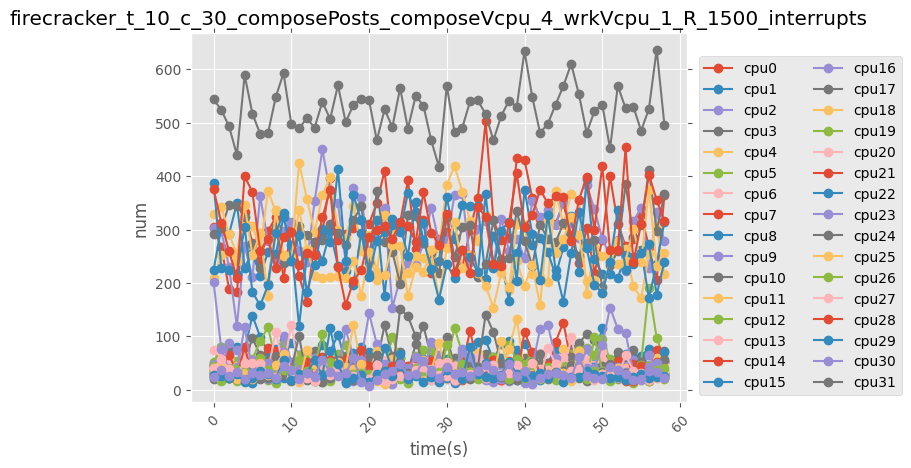 firecracker_t_10_c_30_composePosts_composeVcpu_4_wrkVcpu_1_R_1500_interrupts
num
600
500
400
300
200
100
0
0
10
20
30
40
50
60
time(s)
cpu0
cpu1
cpu2
cpu3
cpu4
cpu5
cpu6
cpu7
cpu8
cpu9
cpu10
cpu11
cpu12
cpu13
cpu14
cpu15
cpu16
cpu17
cpu18
cpu19
cpu20
cpu21
cpu22
cpu23
cpu24
cpu25
cpu26
cpu27
cpu28
cpu29
cpu30
cpu31